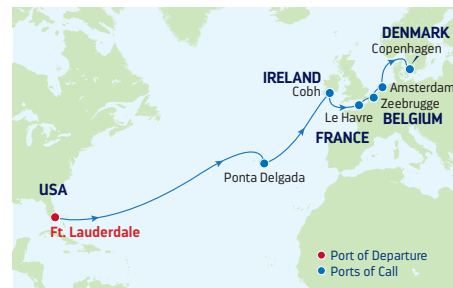 DENMARK
Copenhagen
IRELAND
Cobh
Amsterdam
Zeebrugge
Le Havre
BELGIUM
FRANCE
Ponta Delgada
USA
Ft. Lauderdale
Port of Departure
Ports of Call